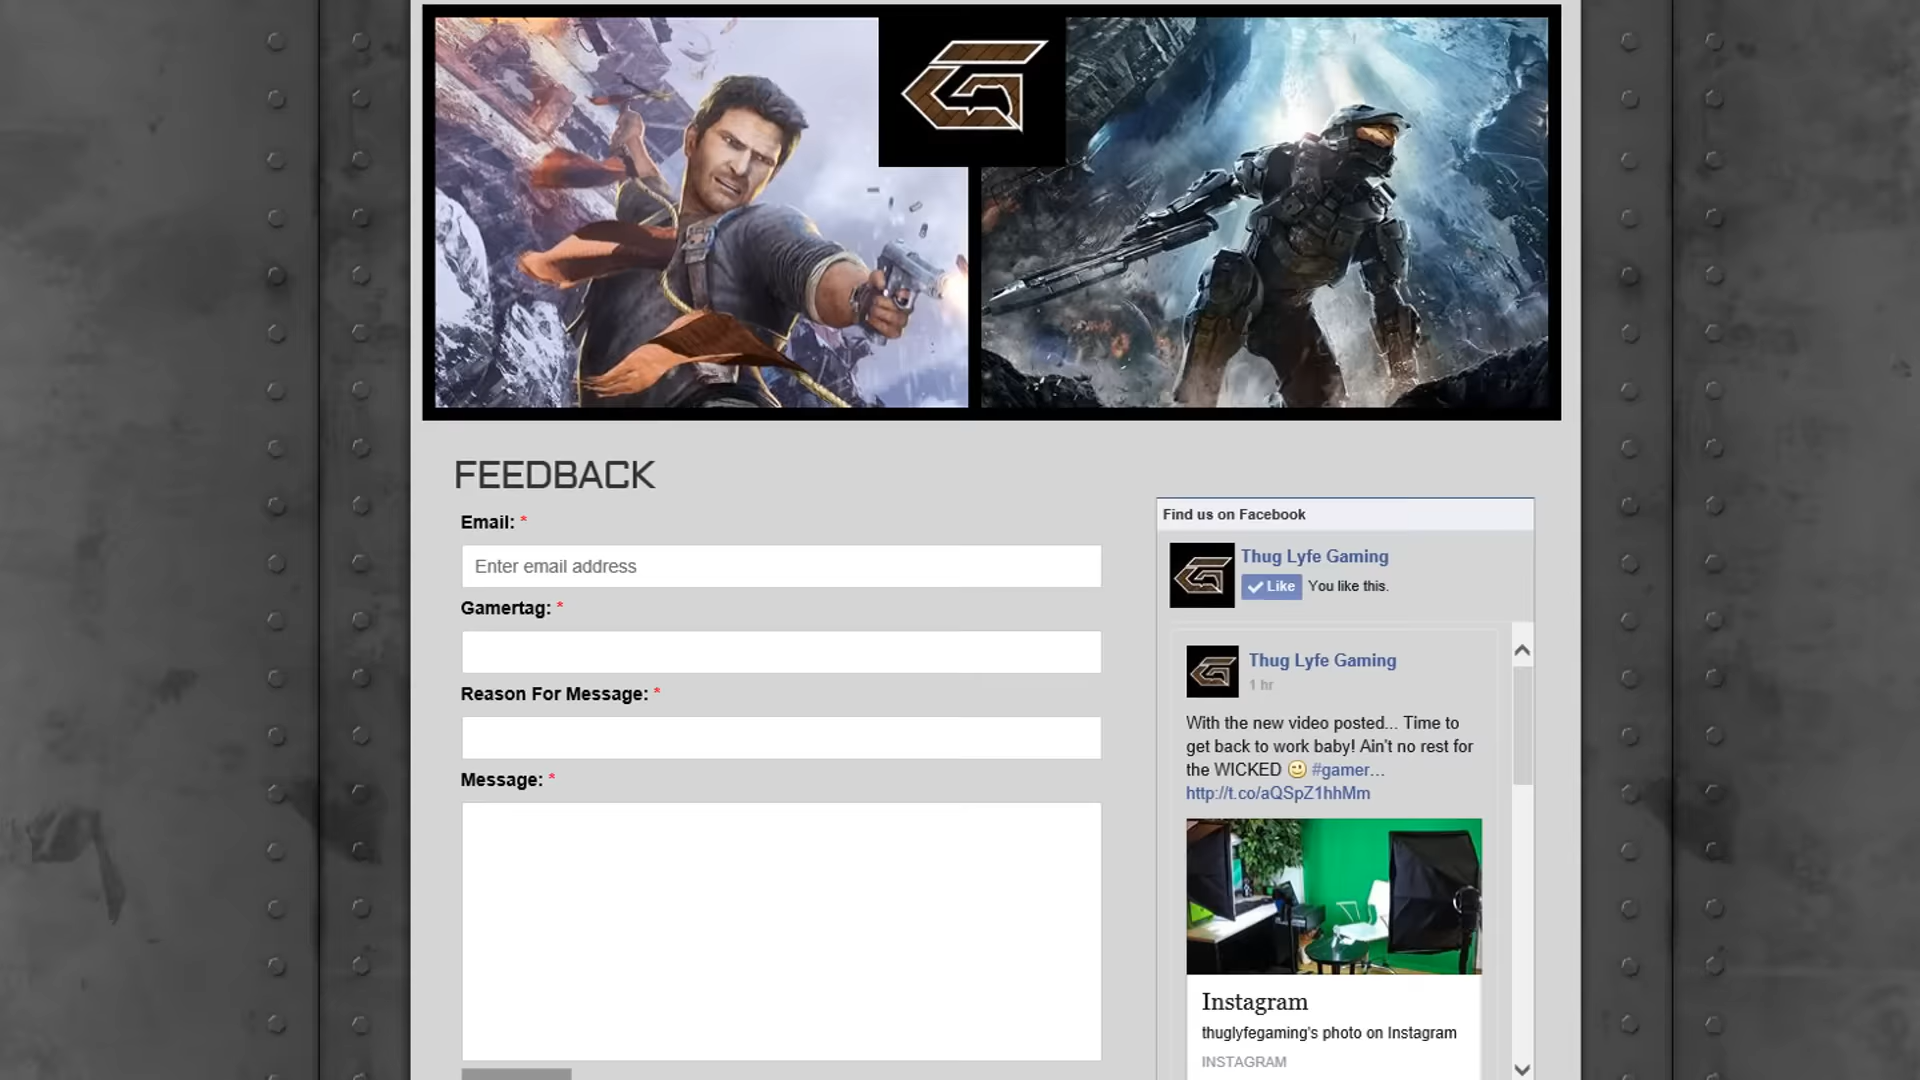 FEEDBACK
Email: *
Enter email address
Gamertag: *
Reason For Message: *
Message: *
Find us on Facebook
Thug Lyfe Gaming
Like You like this.
Thug Lyfe Gaming
1 hr
With the new video posted... Time to
get back to work baby! Ain't no rest for
the WICKED 🙂 #gamer...
http://t.co/aQSpZ1hhMm
Instagram
thuglyfegaming's photo on Instagram
INSTAGRAM